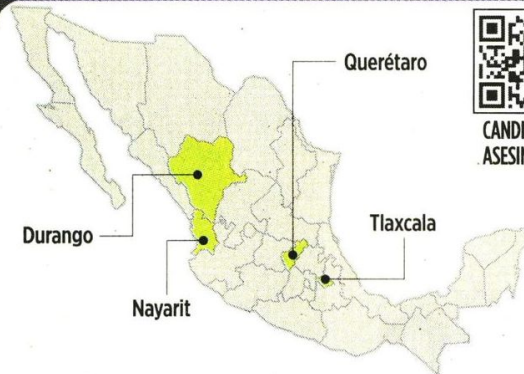 Querétaro
CANDI
ASESIN
Tlaxcala
Durango
Nayarit